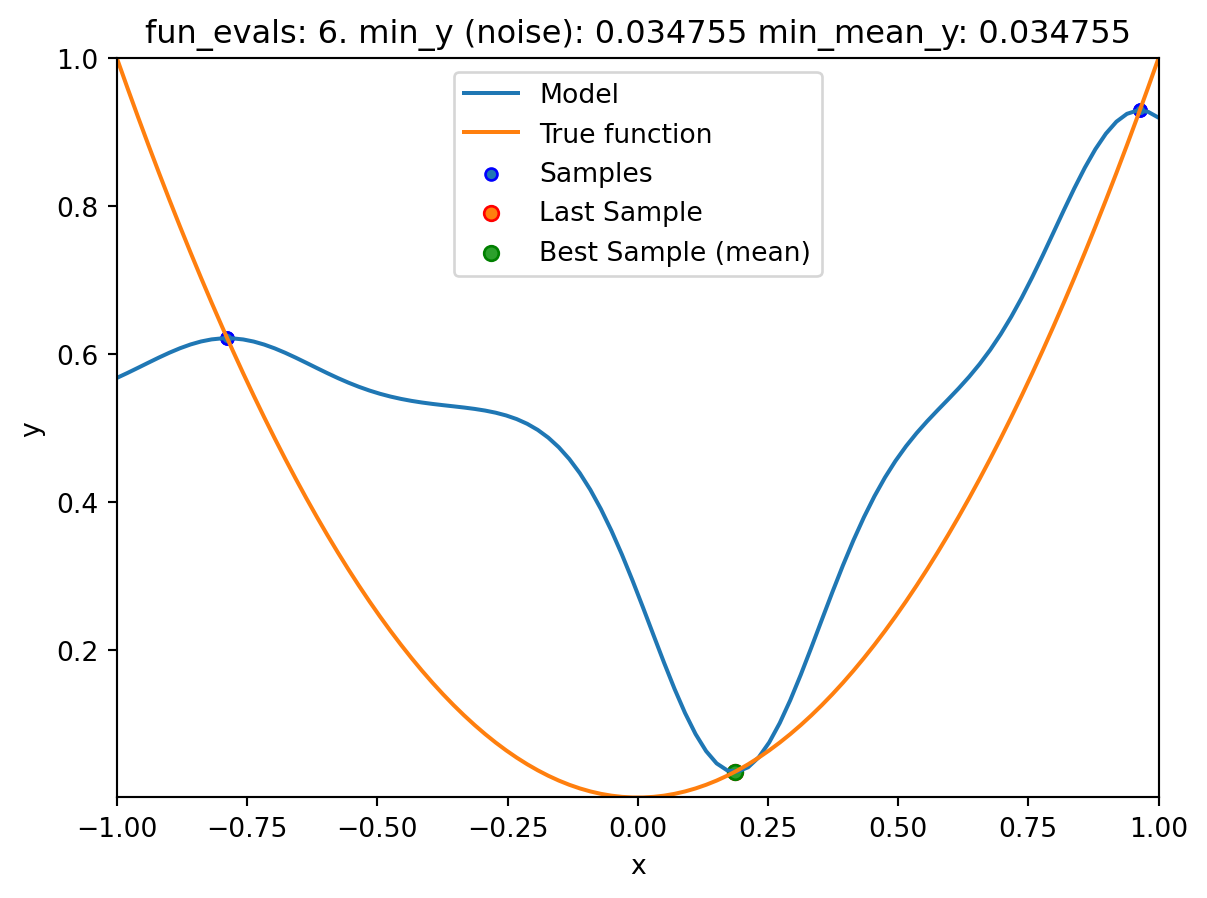 fun_evals: 6. min_y (noise): 0.034755 min_mean_y: 0.034755
Model
True function
Samples
Last Sample
Best Sample (mean)
1.0
0.8
0.6
0.4
0.2
y
−1.00 −0.75 −0.50 −0.25 0.00 0.25 0.50 0.75 1.00
x